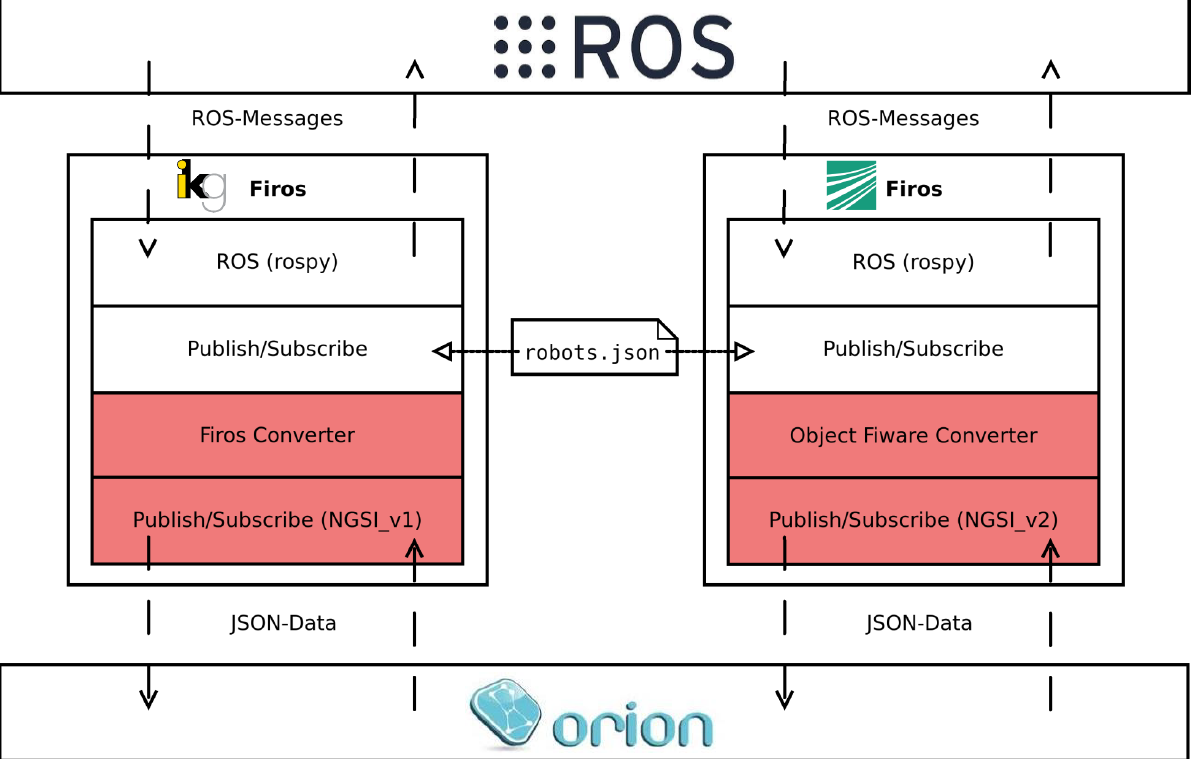 ROS
ROS-Messages
ROS-Messages
ikg Firos
Firos
ROS (rospy)
ROS (rospy)
Publish/Subscribe
robots.json
Publish/Subscribe
Firos Converter
Object Fiware Converter
Publish/Subscribe (NGSI_v1)
Publish/Subscribe (NGSI_v2)
JSON-Data
JSON-Data
orion